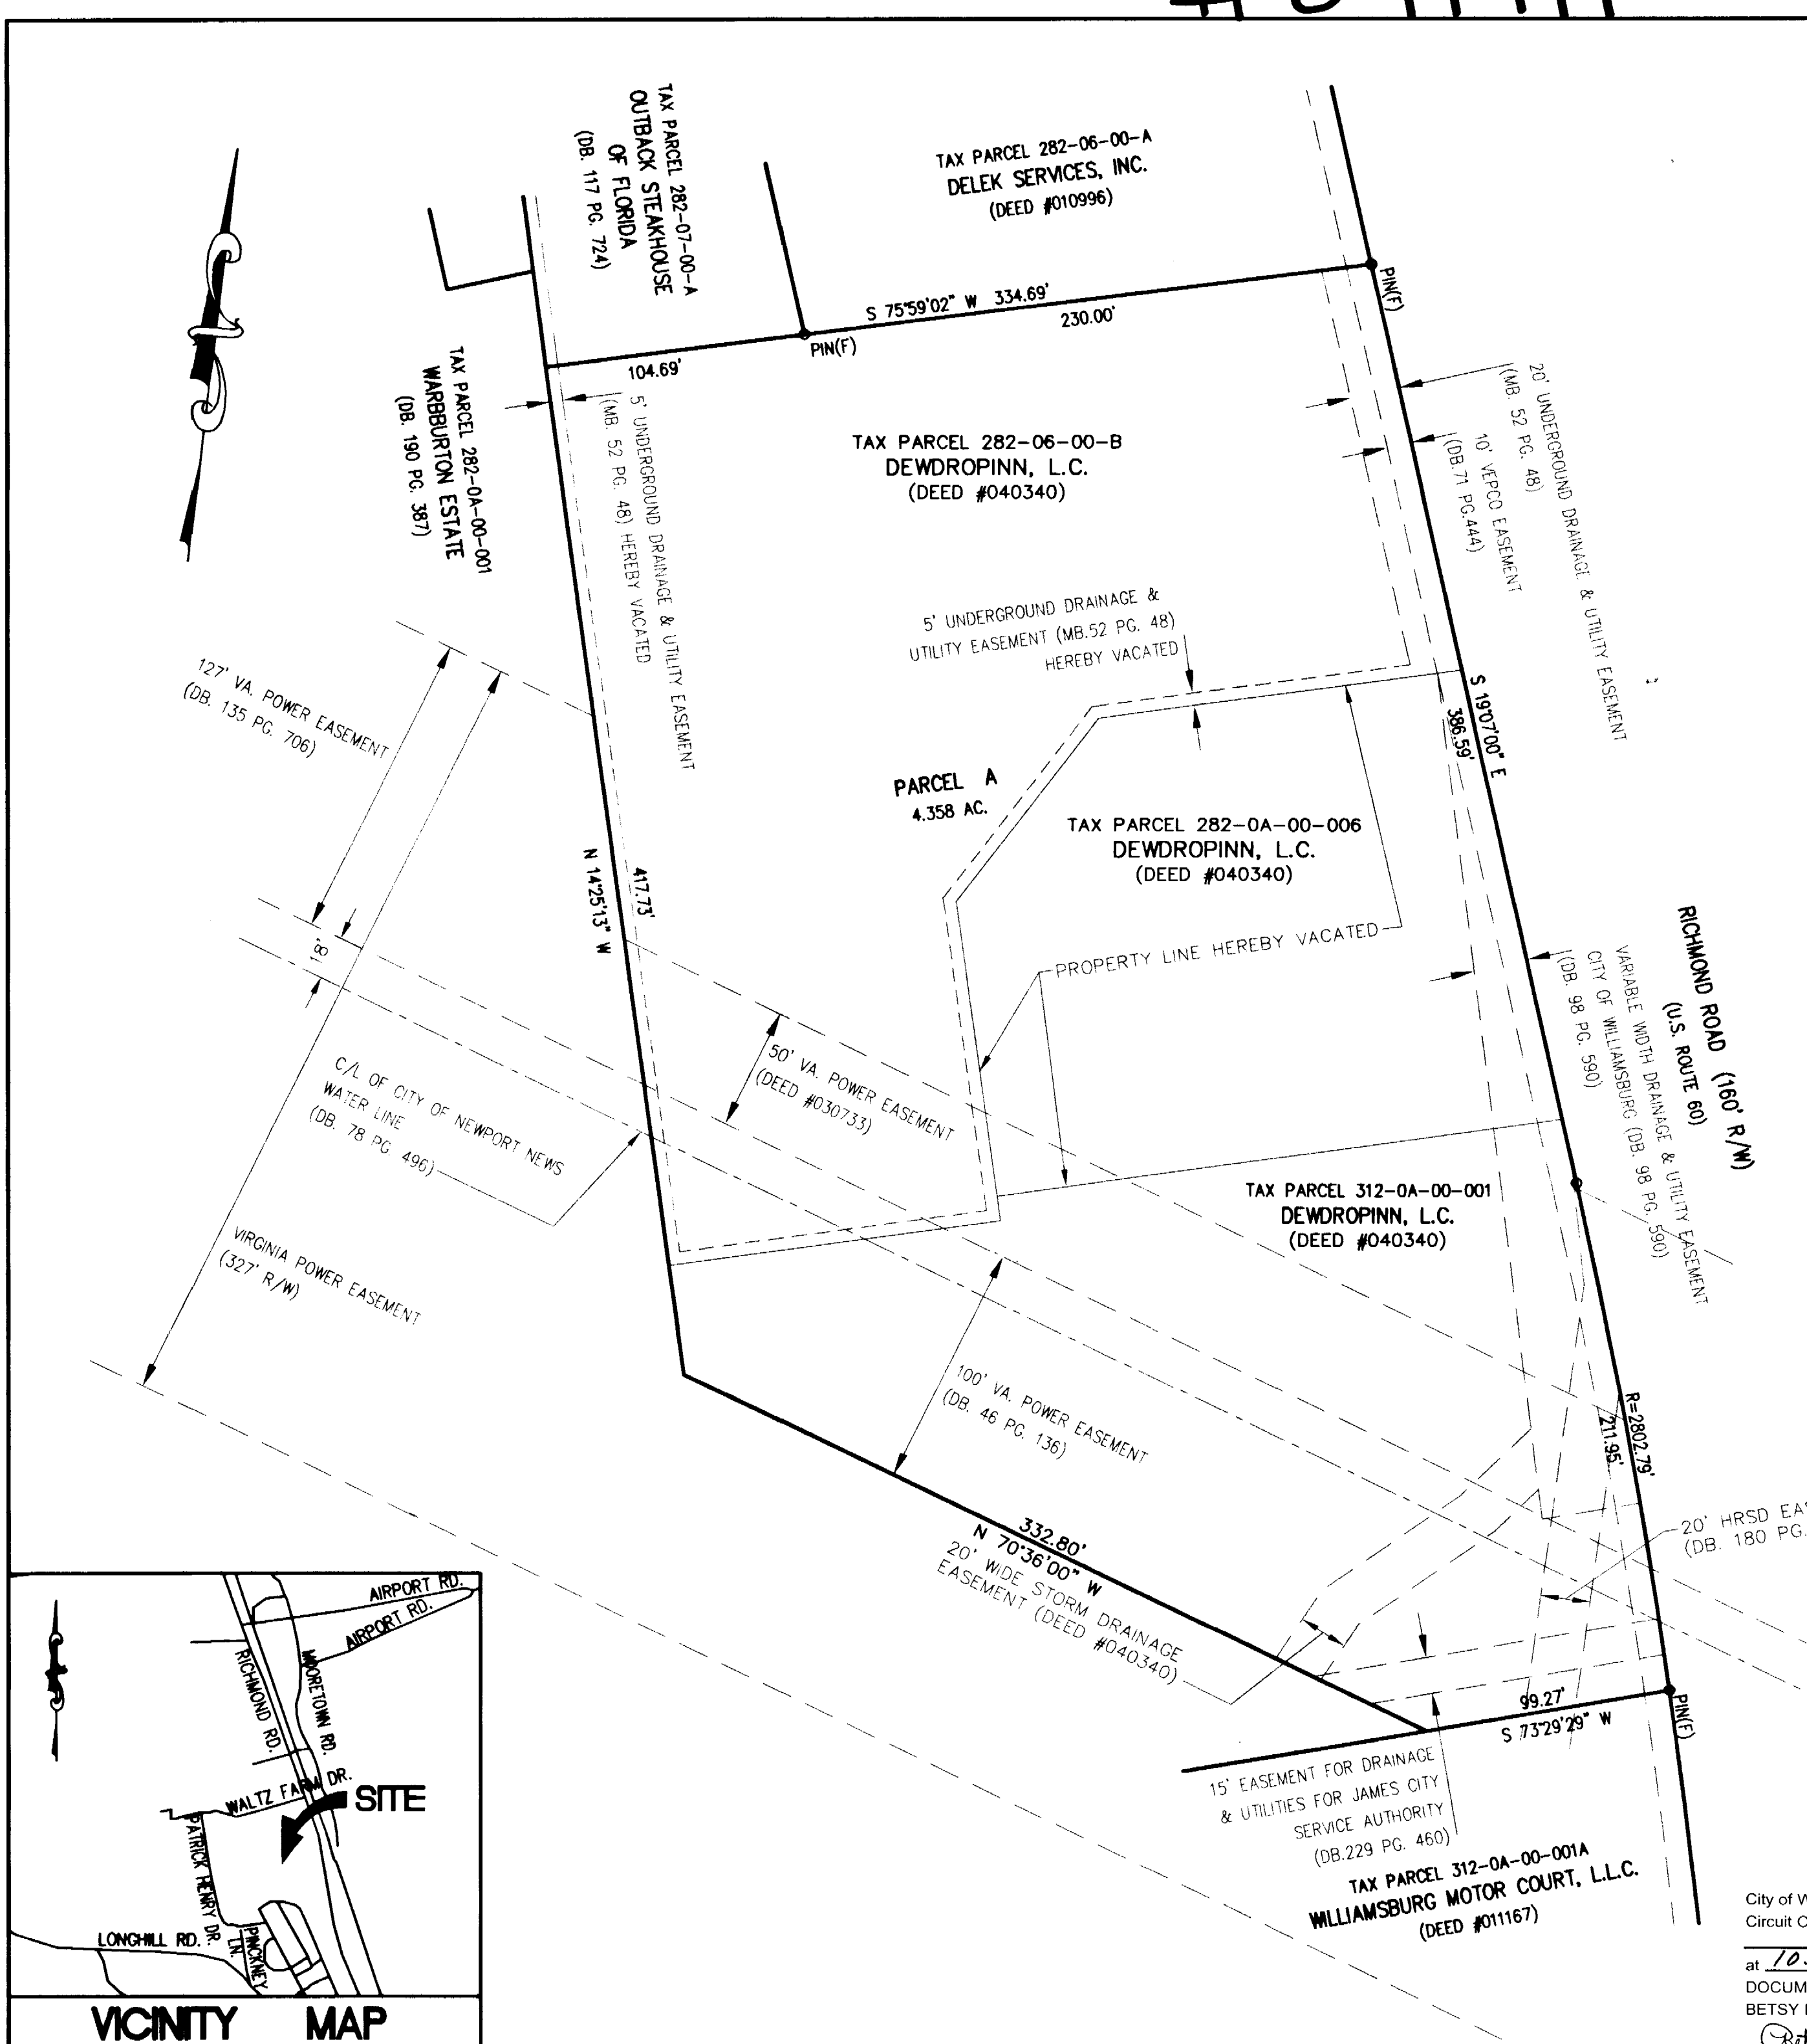 TAX PARCEL 282-07-00-A
OUTBACK STEAKHOUSE
OF FLORIDA
(DB. 117 PG. 724)
TAX PARCEL 282-06-00-A
DELEK SERVICES, INC.
(DEED #010996)
PIN(F)
S 75°59'02" W 334.69'
230.00'
PIN(F)
104.69'
TAX PARCEL 282-0A-00-001
WARBBURTON ESTATE
(DB. 190 PG. 387)
5' UNDERGROUND DRAINAGE & UTILITY EASEMENT
(MB. 52 PG. 48) HEREBY VACATED
20' UNDERGROUND DRAINAGE & UTILITY EASEMENT
(MB. 52 PG. 48)
10' VEPCO EASEMENT
(DB.71 PG.444)
TAX PARCEL 282-06-00-B
DEWDROPINN, L.C.
(DEED #040340)
5' UNDERGROUND DRAINAGE &
UTILITY EASEMENT (MB.52 PG. 48)
HEREBY VACATED
127' VA. POWER EASEMENT
(DB. 135 PG. 706)
S 19°07'00" E
386.59'
PARCEL A
4.358 AC.
TAX PARCEL 282-0A-00-006
DEWDROPINN, L.C.
(DEED #040340)
N 14°25'13" W
417.73'
18'
PROPERTY LINE HEREBY VACATED
RICHMOND ROAD (160' R/W)
(U.S. ROUTE 60)
VARIABLE WIDTH DRAINAGE & UTILITY EASEMENT
CITY OF WILLIAMSBURG (DB. 98 PG. 590)
(DB. 98 PG. 590)
50' VA. POWER EASEMENT
(DEED #030733)
C/L OF CITY OF NEWPORT NEWS
WATER LINE
(DB. 78 PG. 496)
TAX PARCEL 312-0A-00-001
DEWDROPINN, L.C.
(DEED #040340)
VIRGINIA POWER EASEMENT
(327' R/W)
100' VA. POWER EASEMENT
(DB. 46 PG. 136)
R=2802.79'
211.95'
332.80'
N 70°36'00" W
20' WIDE STORM DRAINAGE
EASEMENT (DEED #040340)
20' HRSD EA
(DB. 180 PG.
99.27'
S 73°29'29" W
PIN(F)
15' EASEMENT FOR DRAINAGE
& UTILITIES FOR JAMES CITY
SERVICE AUTHORITY
(DB.229 PG. 460)
TAX PARCEL 312-0A-00-001A
WILLIAMSBURG MOTOR COURT, L.L.C.
(DEED #011167)
AIRPORT RD.
AIRPORT RD.
RICHMOND RD.
MOORETOWN RD.
WALTZ FARM DR.
SITE
PATRICK HENRY DR.
LONGHILL RD.
PINCKNEY
LN.
VICINITY MAP
City of W
Circuit C
at 10
DOCUM
BETSY